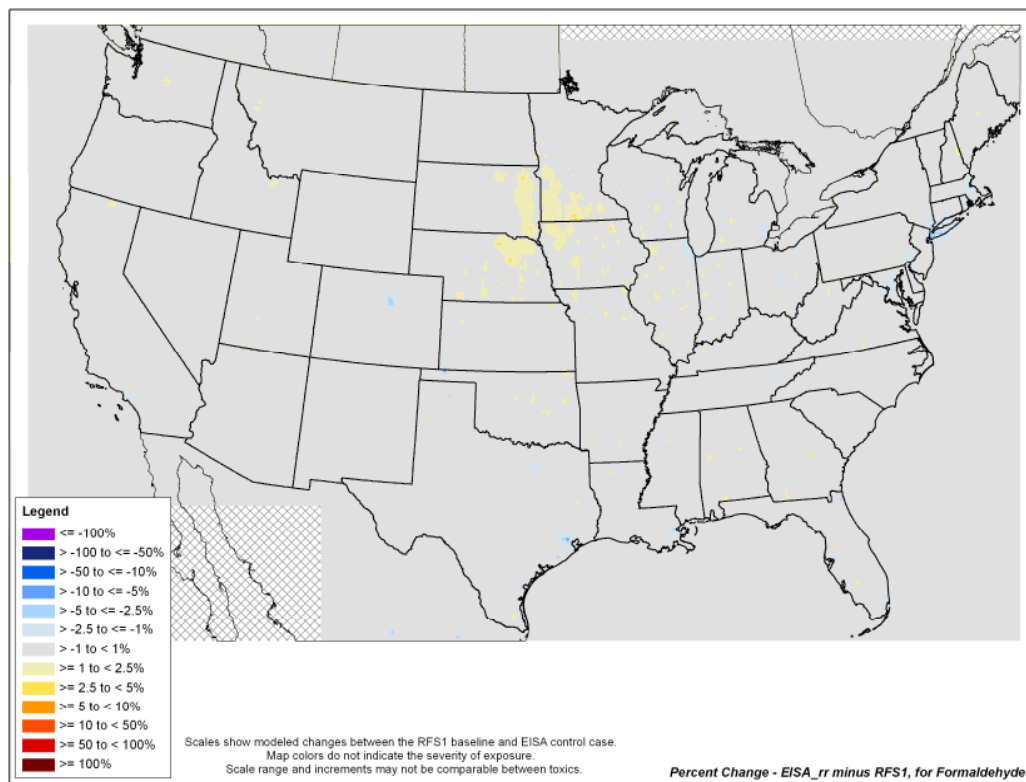 Legend
<= -100%
> -100 to <= -50%
> -50 to <= -10%
> -10 to <= -5%
> -5 to <= -2.5%
> -2.5 to <= -1%
> -1 to < 1%
>= 1 to < 2.5%
>= 2.5 to < 5%
>= 5 to < 10%
>= 10 to < 50%
>= 50 to < 100%
>= 100%
Scales show modeled changes between the RFS1 baseline and EISA control case.
Map colors do not indicate the severity of exposure.
Scale range and increments may not be comparable between toxics.
Percent Change - EISA_rr minus RFS1, for Formaldehyde